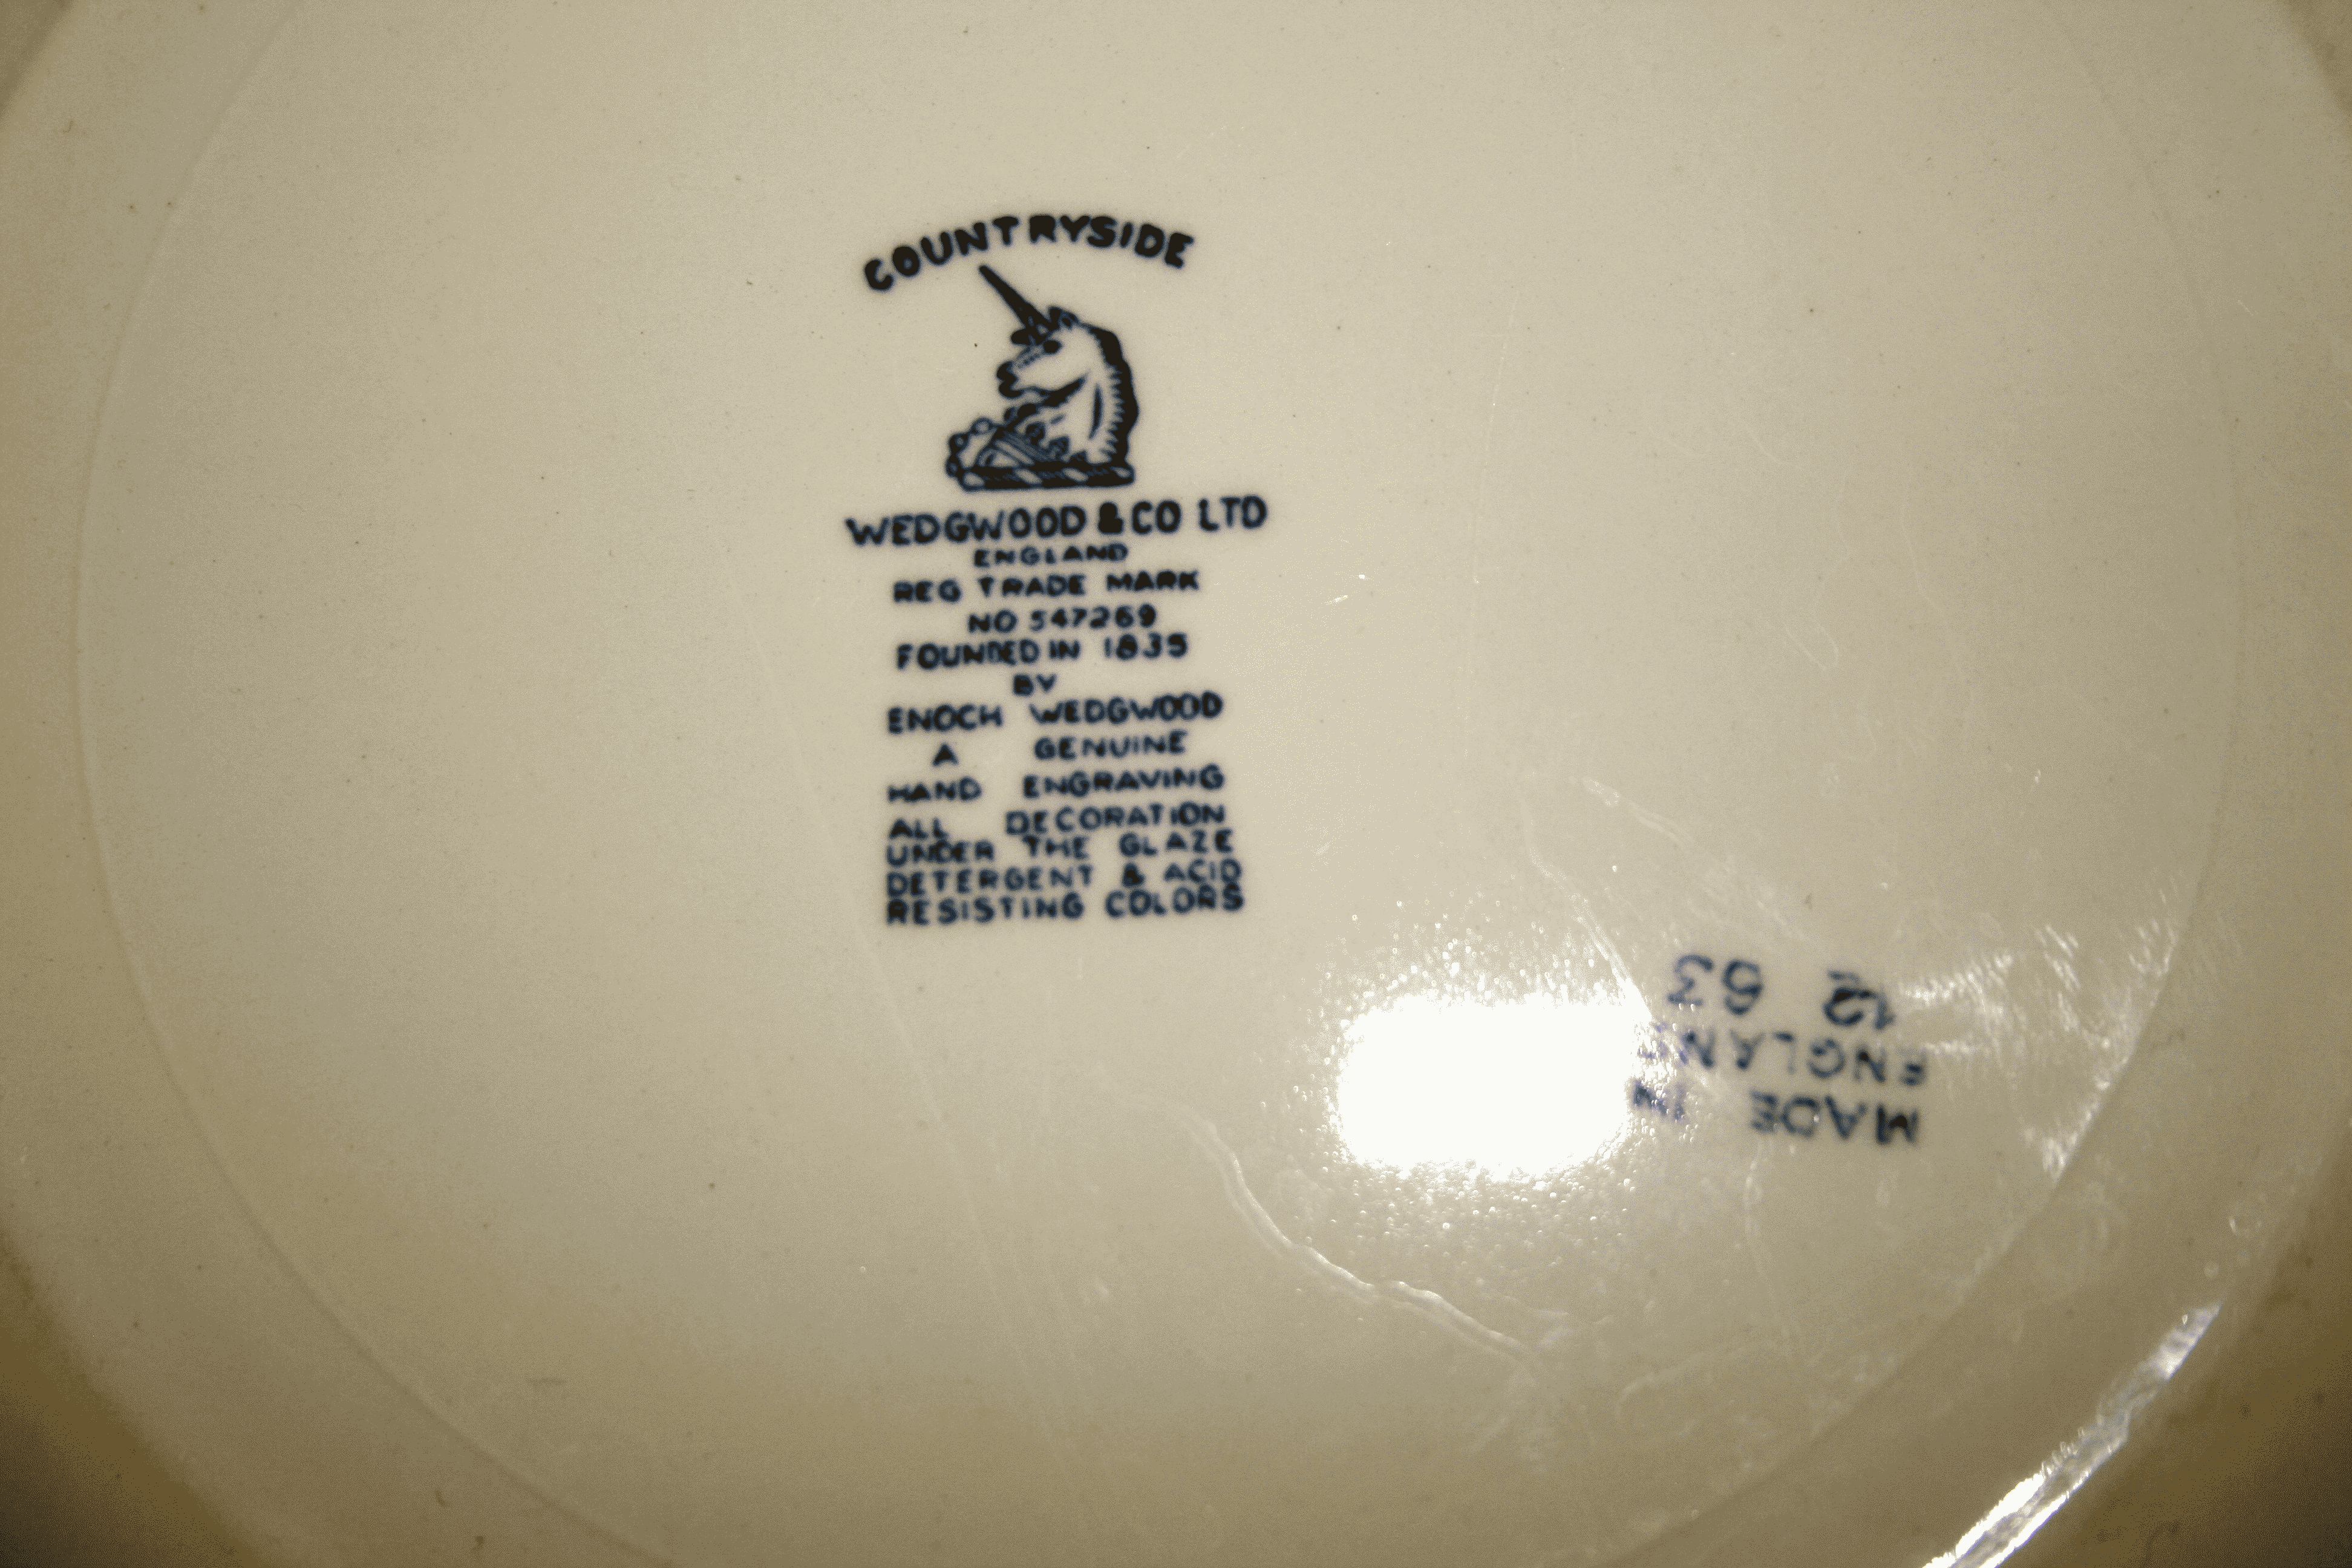 COUNTRYSIDE
WEDGWOOD & CO LTD
ENGLAND
REG TRADE MARK
NO 547269
FOUNDED IN 1835
BY
ENOCH WEDGWOOD
A GENUINE
HAND ENGRAVING
ALL DECORATION
UNDER THE GLAZE
DETERGENT & ACID
RESISTING COLORS
MADE IN
ENGLAN
12 63